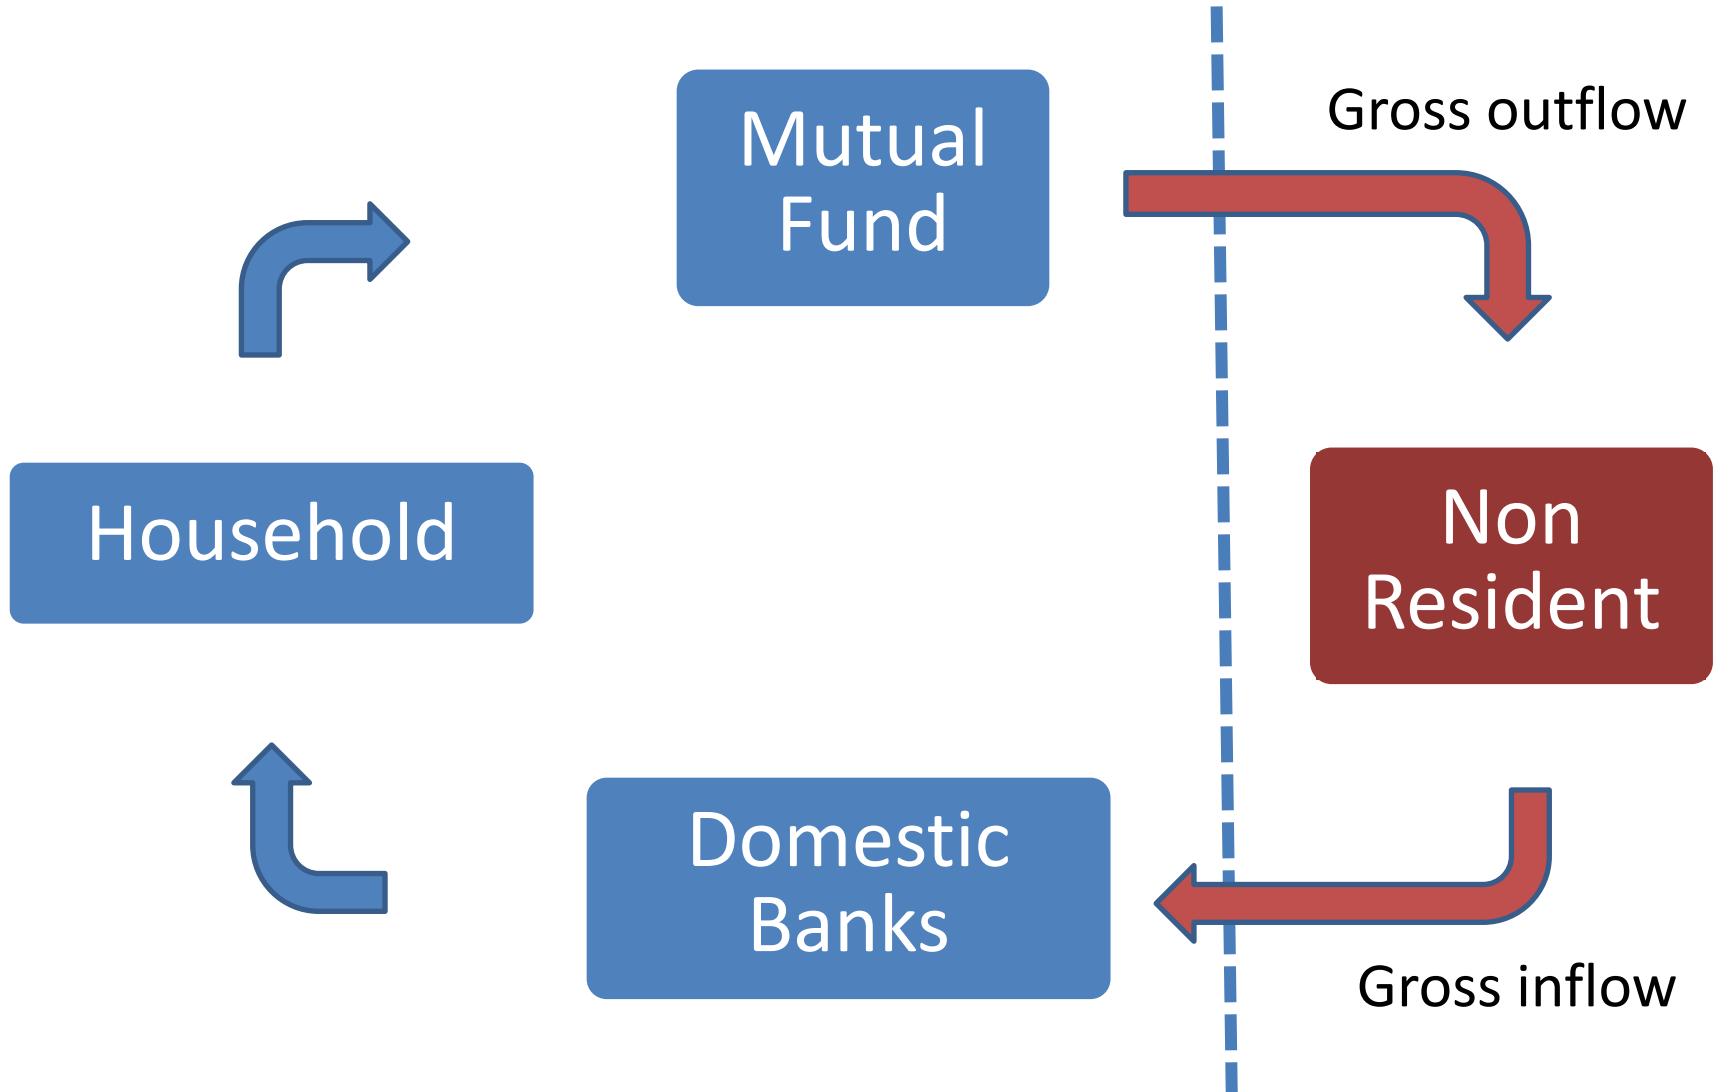 Mutual
Fund
Gross outflow
Household
Non
Resident
Domestic
Banks
Gross inflow